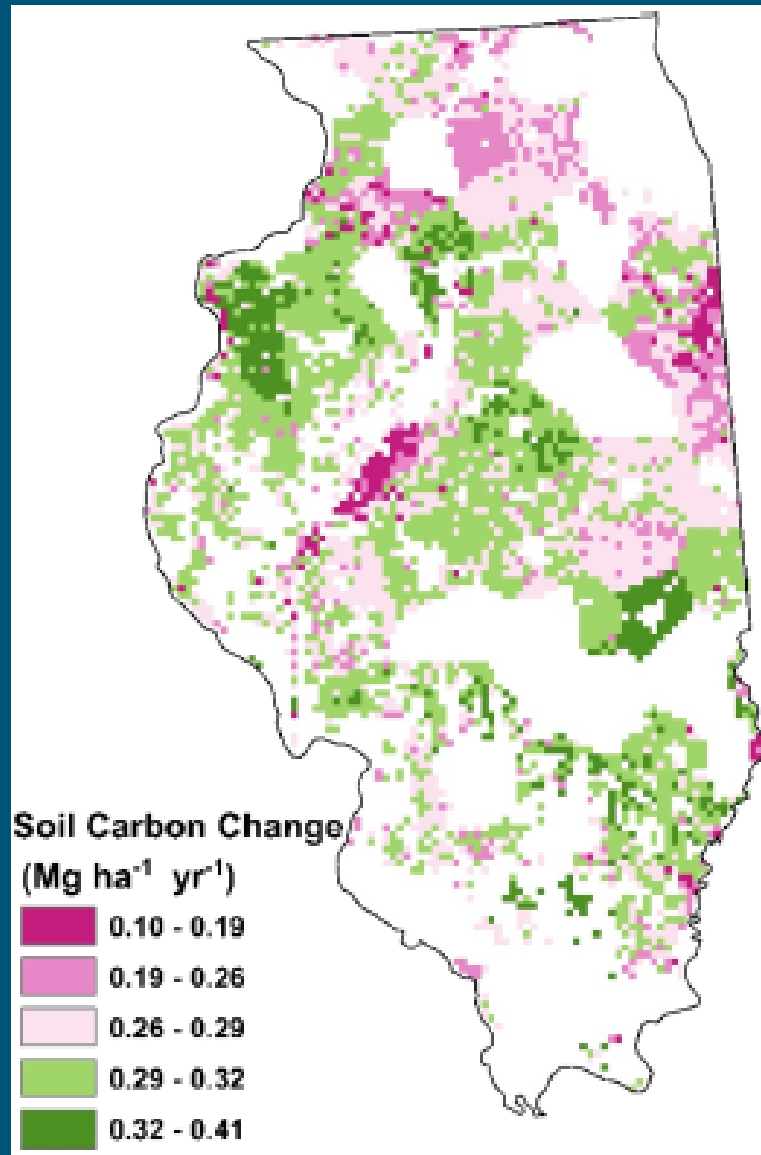 Soil Carbon Change
(Mg ha⁻¹ yr⁻¹)
0.10 - 0.19
0.19 - 0.26
0.26 - 0.29
0.29 - 0.32
0.32 - 0.41